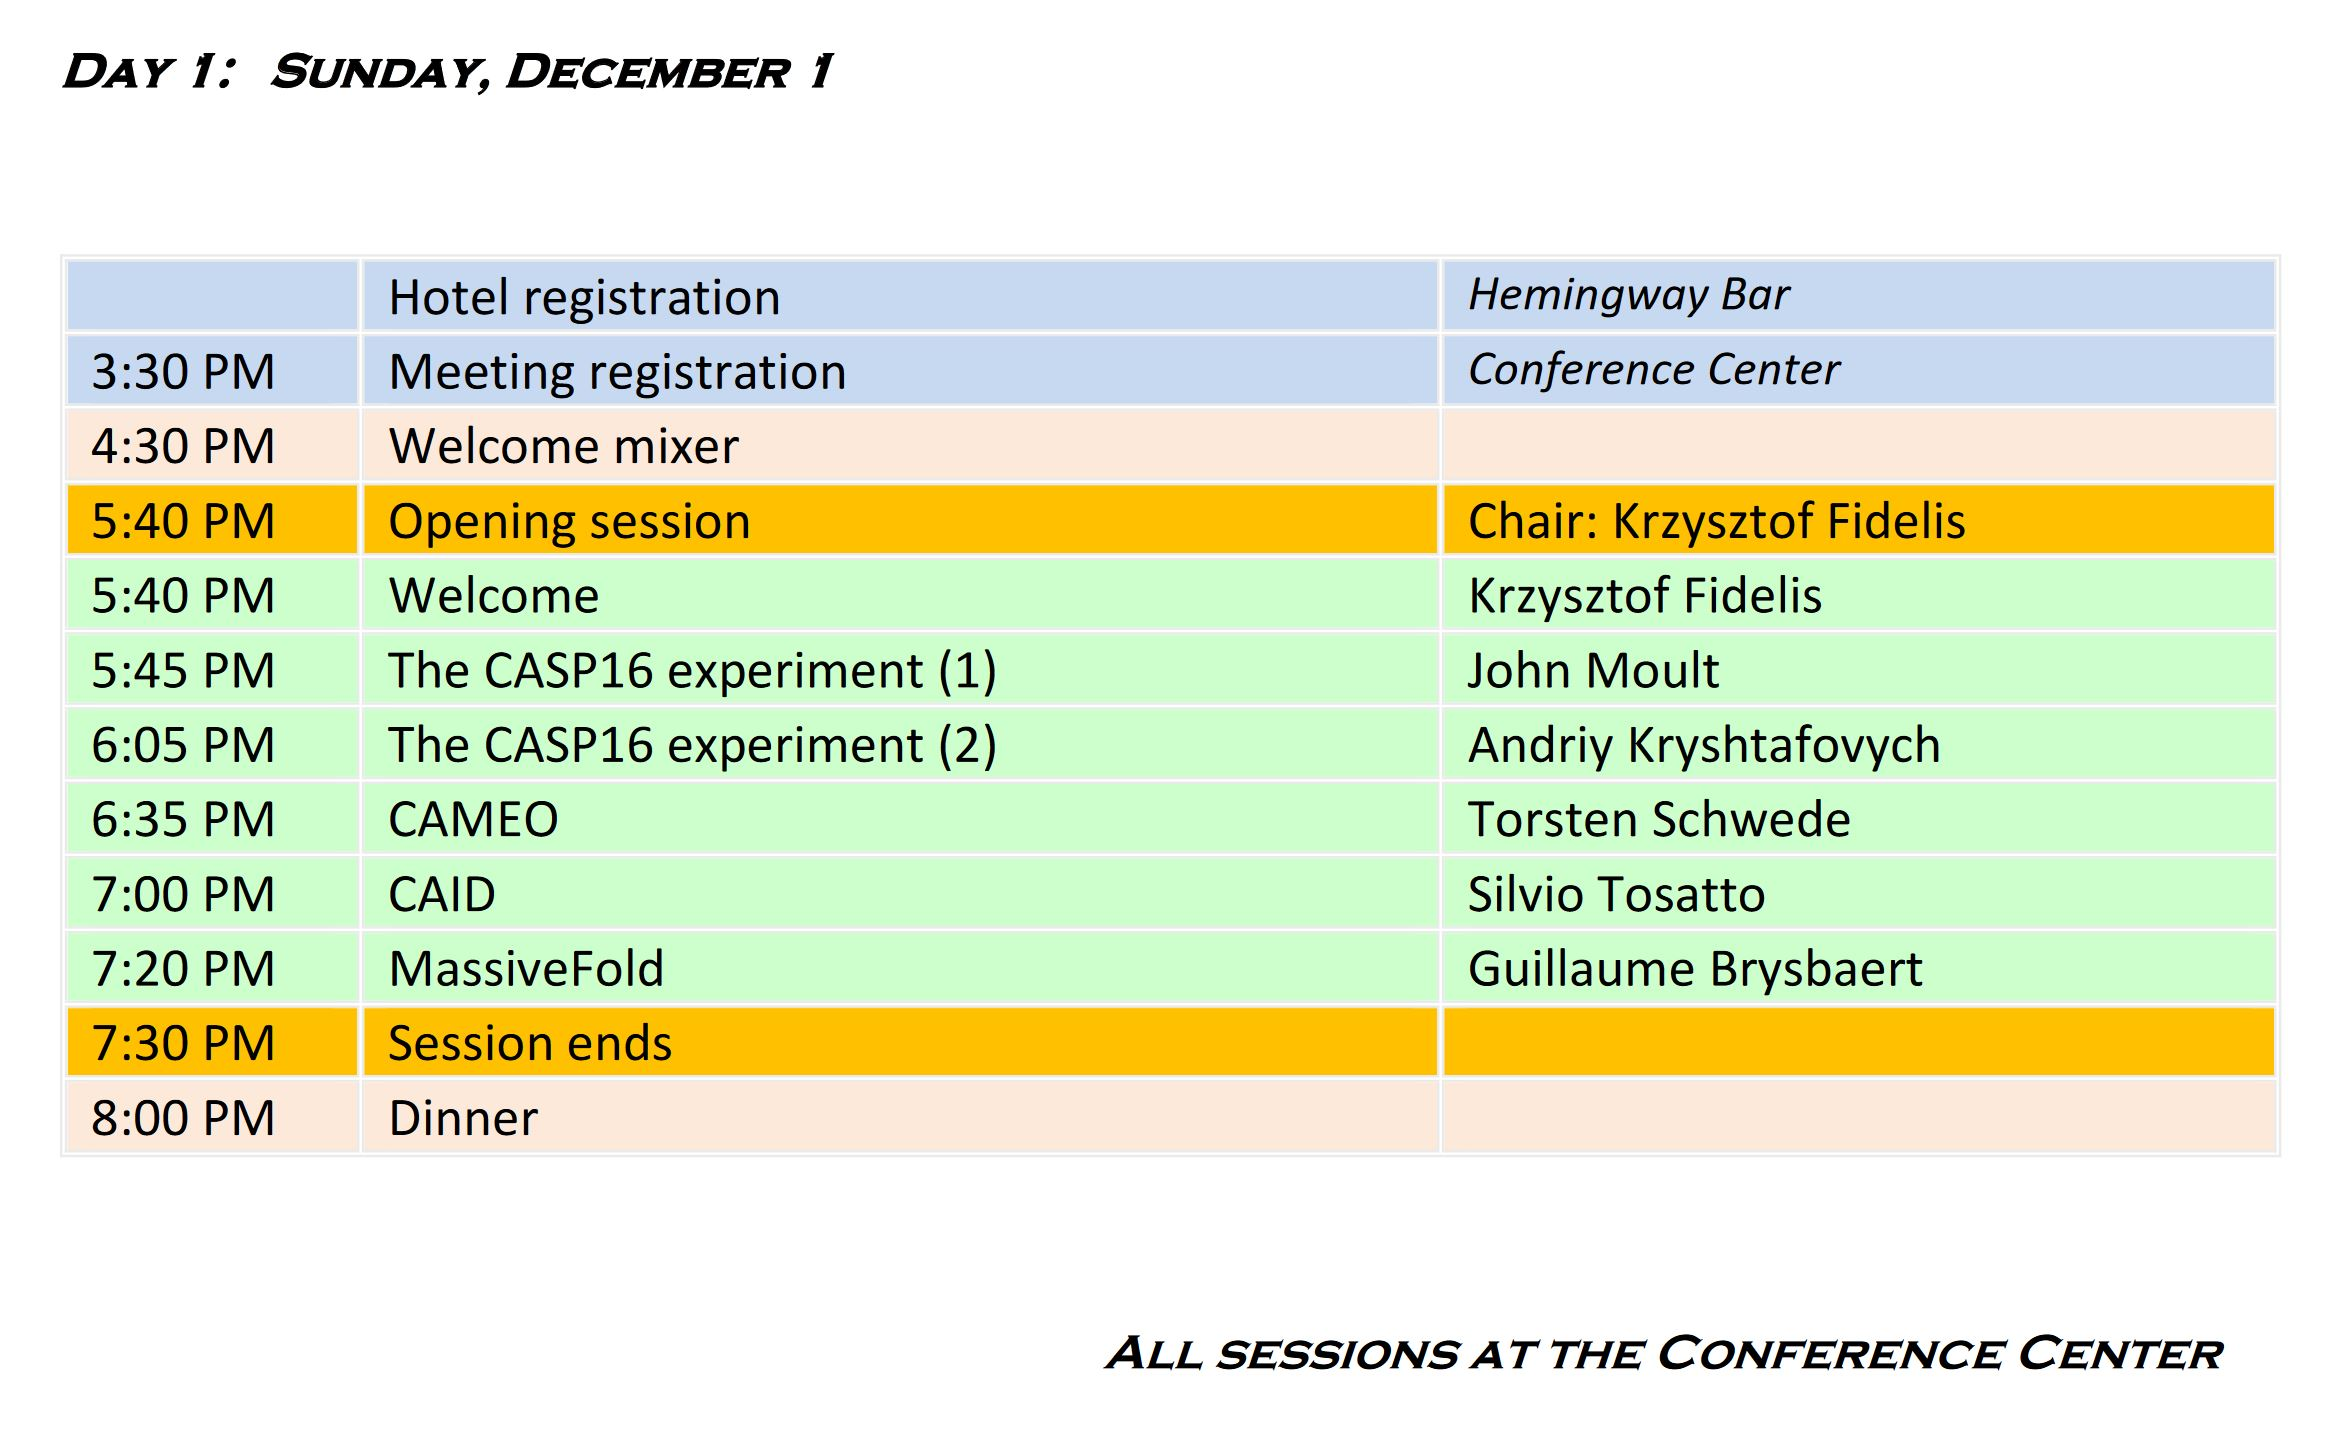 Day 1: Sunday, December 1
Hotel registration Hemingway Bar
3:30 PM Meeting registration Conference Center
4:30 PM Welcome mixer
5:40 PM Opening session Chair: Krzysztof Fidelis
5:40 PM Welcome Krzysztof Fidelis
5:45 PM The CASP16 experiment (1) John Moult
6:05 PM The CASP16 experiment (2) Andriy Kryshtafovych
6:35 PM CAMEO Torsten Schwede
7:00 PM CAID Silvio Tosatto
7:20 PM MassiveFold Guillaume Brysbaert
7:30 PM Session ends
8:00 PM Dinner
All sessions at the Conference Center